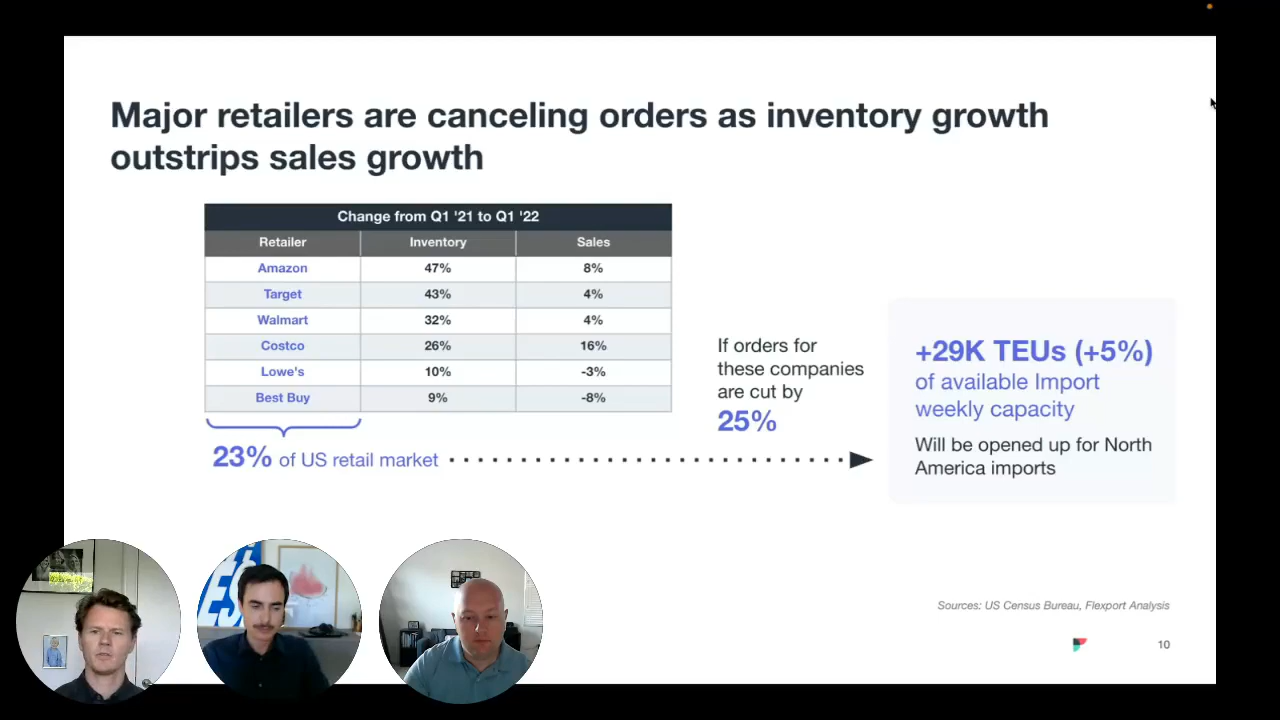 Major retailers are canceling orders as inventory growth
outstrips sales growth
Change from Q1 '21 to Q1 '22
Retailer Inventory Sales
Amazon 47% 8%
Target 43% 4%
Walmart 32% 4%
Costco 26% 16%
Lowe's 10% -3%
Best Buy 9% -8%
23% of US retail market
If orders for
these companies
are cut by
25%
+29K TEUs (+5%)
of available Import
weekly capacity
Will be opened up for North
America imports
Sources: US Census Bureau, Flexport Analysis
10